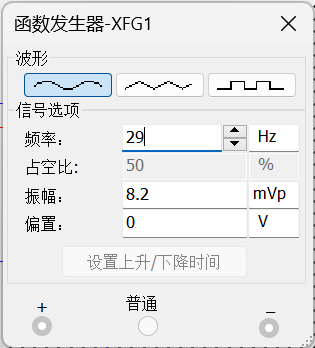 函数发生器-XFG1
波形
信号选项
频率： 29 Hz
占空比: 50 %
振幅： 8.2 mVp
偏置： 0 V
设置上升/下降时间
+ 普通 −